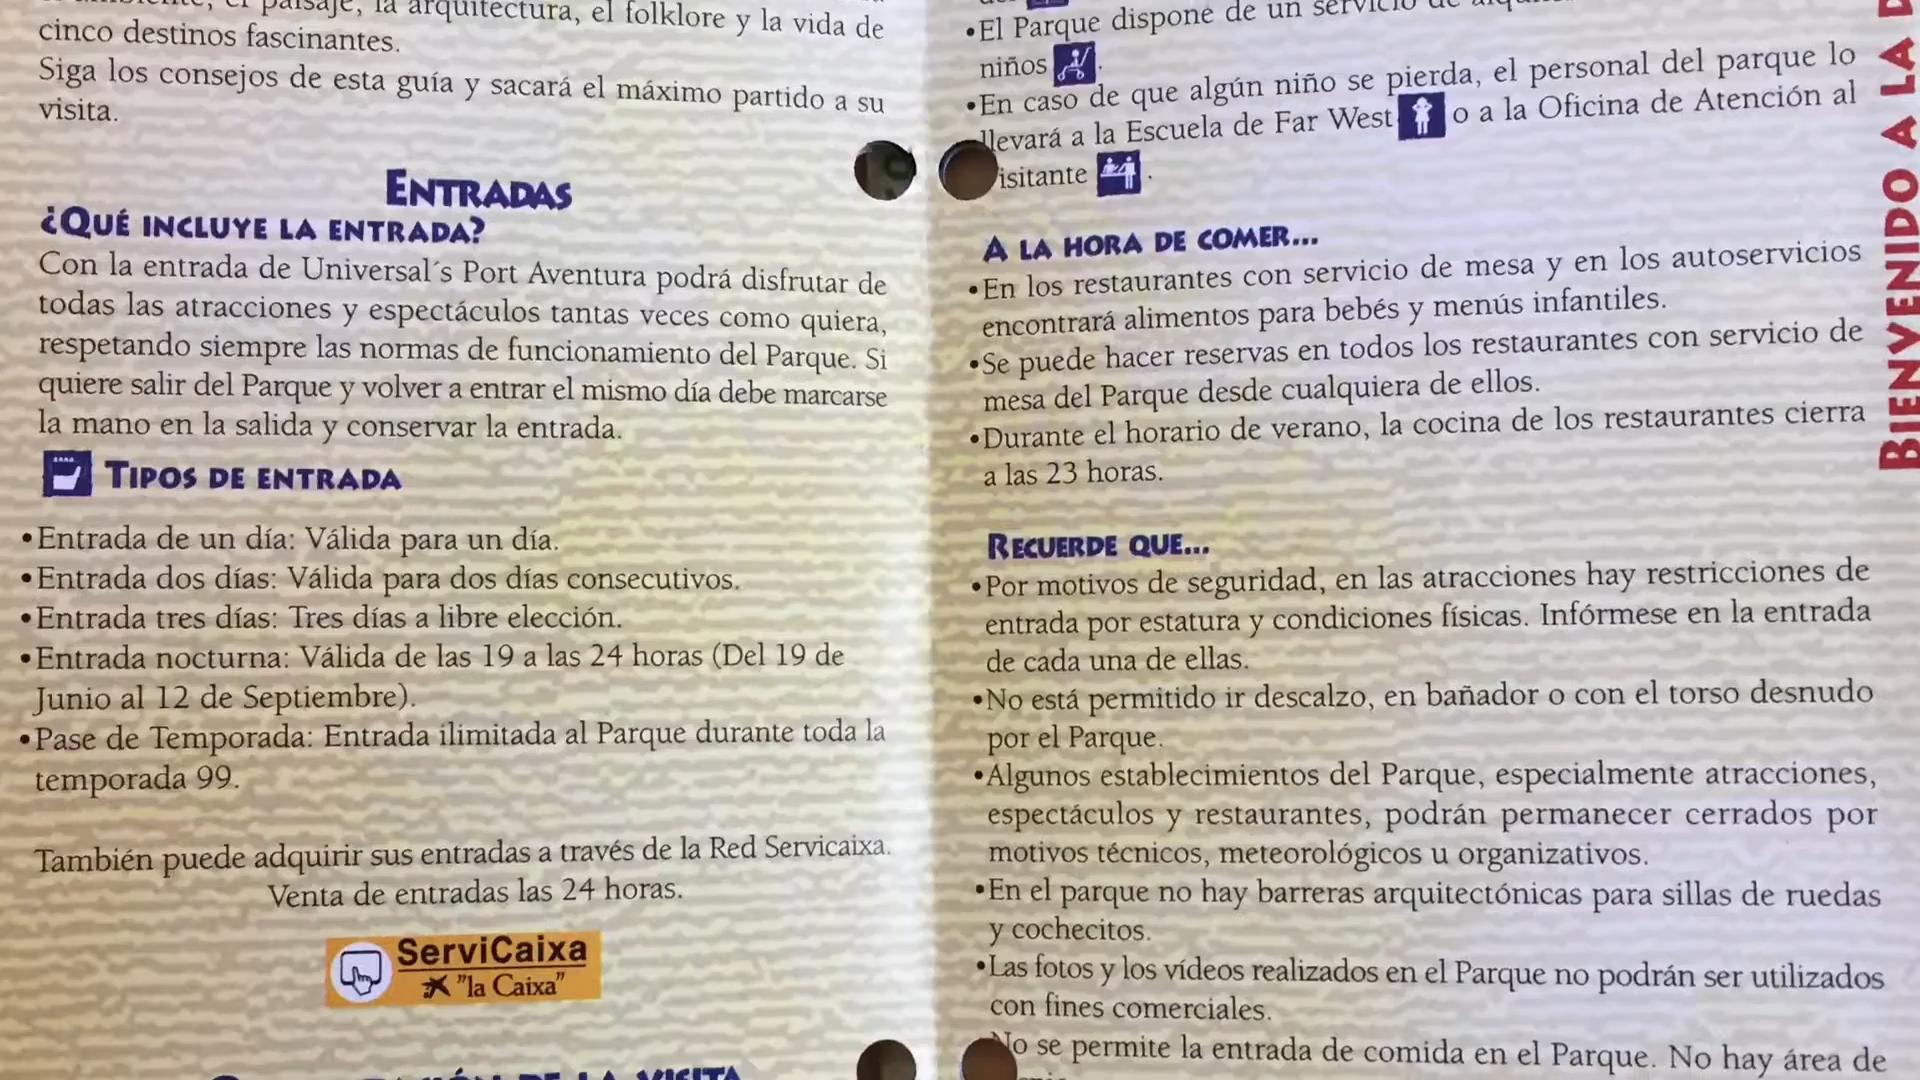 paisaje, la arquitectura, el folklore y la vida de
cinco destinos fascinantes.
Siga los consejos de esta guía y sacará el máximo partido a su
visita.
ENTRADAS
¿QUÉ INCLUYE LA ENTRADA?
Con la entrada de Universal´s Port Aventura podrá disfrutar de
todas las atracciones y espectáculos tantas veces como quiera,
respetando siempre las normas de funcionamiento del Parque. Si
quiere salir del Parque y volver a entrar el mismo día debe marcarse
la mano en la salida y conservar la entrada.
TIPOS DE ENTRADA
•Entrada de un día: Válida para un día.
•Entrada dos días: Válida para dos días consecutivos.
•Entrada tres días: Tres días a libre elección.
•Entrada nocturna: Válida de las 19 a las 24 horas (Del 19 de
Junio al 12 de Septiembre).
•Pase de Temporada: Entrada ilimitada al Parque durante toda la
temporada 99.
También puede adquirir sus entradas a través de la Red Servicaixa.
Venta de entradas las 24 horas.
ServiCaixa
"la Caixa"
DE LA VISITA
•El Parque dispone de un servicio de
niños .
•En caso de que algún niño se pierda, el personal del parque lo
llevará a la Escuela de Far West o a la Oficina de Atención al
isitante .
A LA HORA DE COMER...
•En los restaurantes con servicio de mesa y en los autoservicios
encontrará alimentos para bebés y menús infantiles.
•Se puede hacer reservas en todos los restaurantes con servicio de
mesa del Parque desde cualquiera de ellos.
•Durante el horario de verano, la cocina de los restaurantes cierra
a las 23 horas.
RECUERDE QUE...
•Por motivos de seguridad, en las atracciones hay restricciones de
entrada por estatura y condiciones físicas. Infórmese en la entrada
de cada una de ellas.
•No está permitido ir descalzo, en bañador o con el torso desnudo
por el Parque.
•Algunos establecimientos del Parque, especialmente atracciones,
espectáculos y restaurantes, podrán permanecer cerrados por
motivos técnicos, meteorológicos u organizativos.
•En el parque no hay barreras arquitectónicas para sillas de ruedas
y cochecitos.
•Las fotos y los vídeos realizados en el Parque no podrán ser utilizados
con fines comerciales.
No se permite la entrada de comida en el Parque. No hay área de
BIENVENIDO A LA